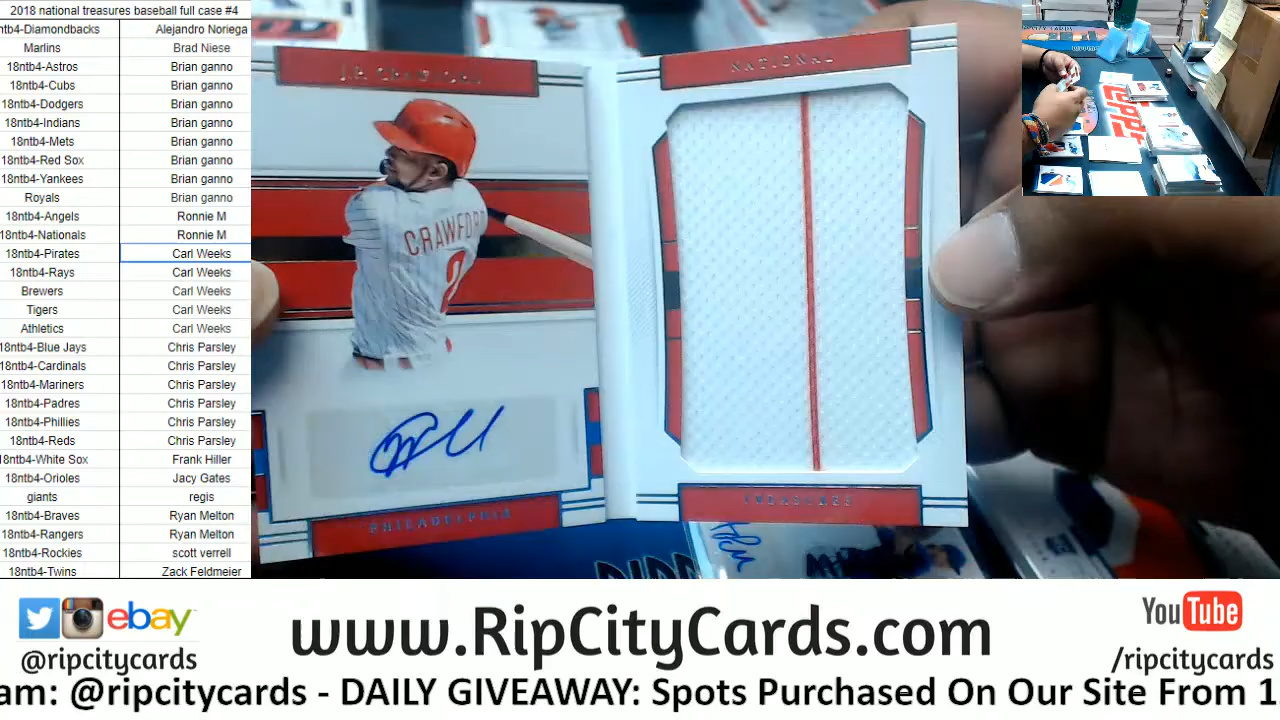 2018 national treasures baseball full case #4
ntb4-Diamondbacks Alejandro Noriega
Marlins Brad Niese
18ntb4-Astros Brian ganno
18ntb4-Cubs Brian ganno
18ntb4-Dodgers Brian ganno
18ntb4-Indians Brian ganno
18ntb4-Mets Brian ganno
18ntb4-Red Sox Brian ganno
18ntb4-Yankees Brian ganno
Royals Brian ganno
18ntb4-Angels Ronnie M
18ntb4-Nationals Ronnie M
18ntb4-Pirates Carl Weeks
18ntb4-Rays Carl Weeks
Brewers Carl Weeks
Tigers Carl Weeks
Athletics Carl Weeks
18ntb4-Blue Jays Chris Parsley
18ntb4-Cardinals Chris Parsley
18ntb4-Mariners Chris Parsley
18ntb4-Padres Chris Parsley
18ntb4-Phillies Chris Parsley
18ntb4-Reds Chris Parsley
18ntb4-White Sox Frank Hiller
18ntb4-Orioles Jacy Gates
giants regis
18ntb4-Braves Ryan Melton
18ntb4-Rangers Ryan Melton
18ntb4-Rockies scott verrell
18ntb4-Twins Zack Feldmeier
J.P. CRAWFORD
NATIONAL
CRAWFORD
PHILADELPHIA
TREASURES
ebay
@ripcitycards
www.RipCityCards.com
YouTube
/ripcitycards
am: @ripcitycards - DAILY GIVEAWAY: Spots Purchased On Our Site From 1